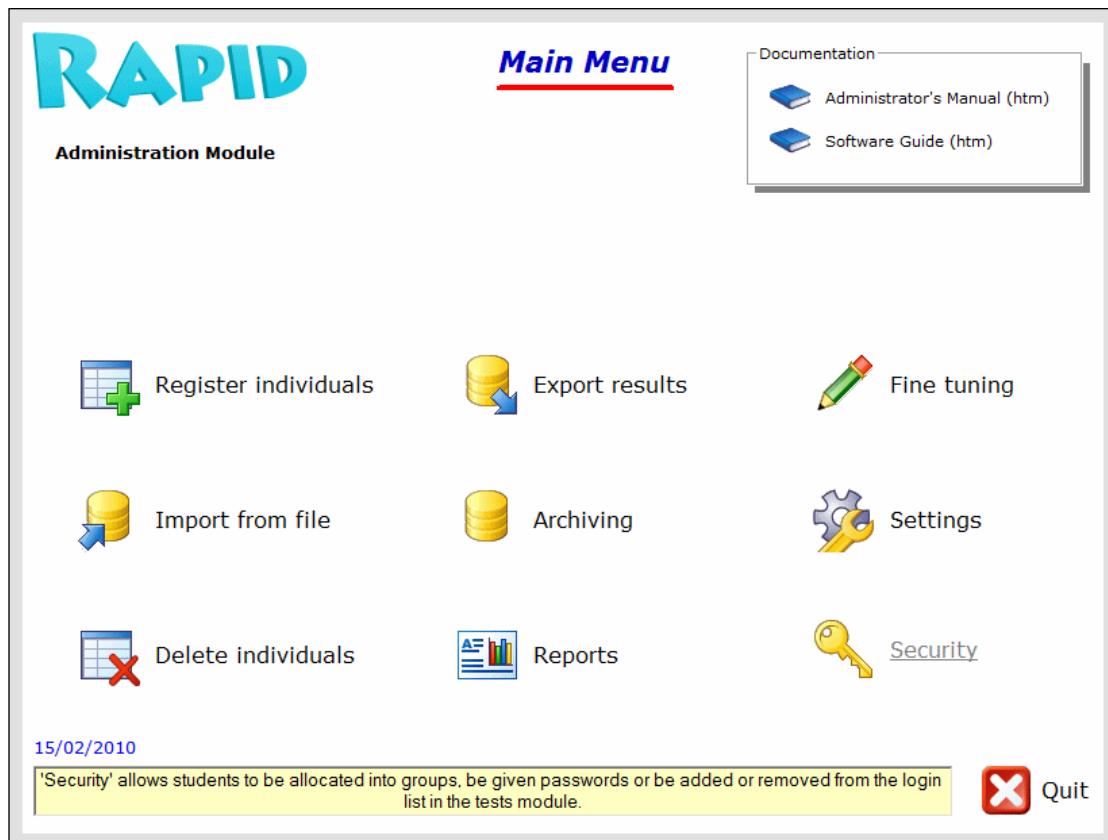 RAPID
Main Menu
Documentation
Administrator's Manual (htm)
Software Guide (htm)
Administration Module
Register individuals
Export results
Fine tuning
Import from file
Archiving
Settings
Delete individuals
Reports
Security
15/02/2010
'Security' allows students to be allocated into groups, be given passwords or be added or removed from the login
list in the tests module.
Quit